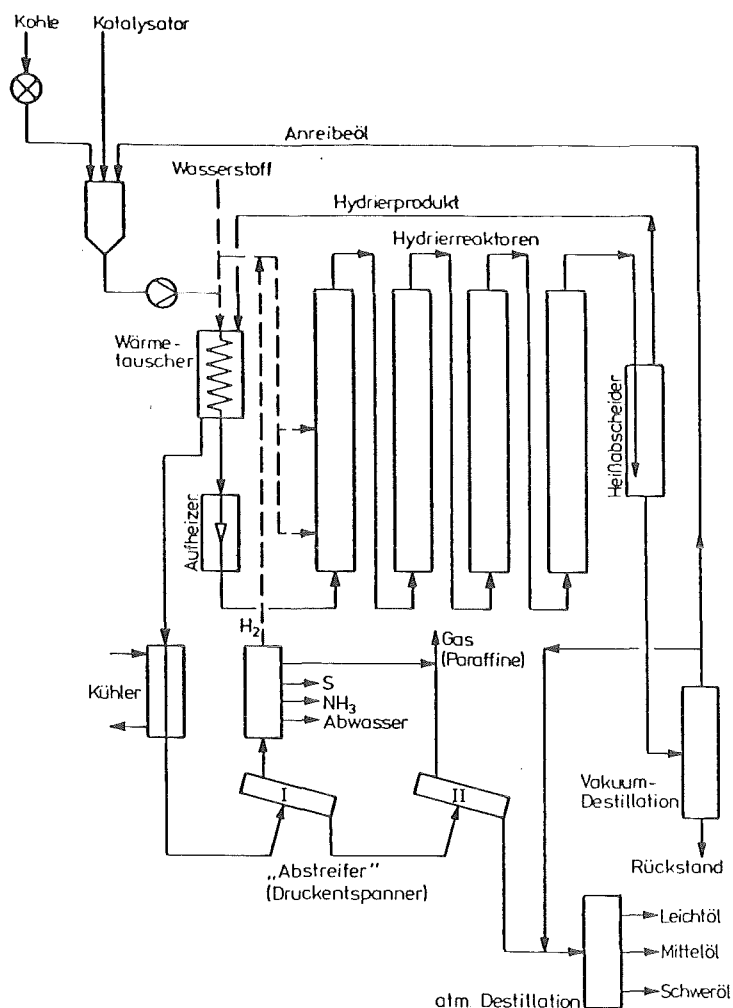 Kohle
Katalysator
Anreibeöl
Wasserstoff
Hydrierprodukt
Hydrierreaktoren
Wärme-
tauscher
Heißabscheider
Aufheizer
H2
Gas
(Paraffine)
S
NH3
Abwasser
Kühler
I
II
Vakuum-
Destillation
Rückstand
„Abstreifer"
(Druckentspanner)
Leichtöl
Mittelöl
Schweröl
atm. Destillation